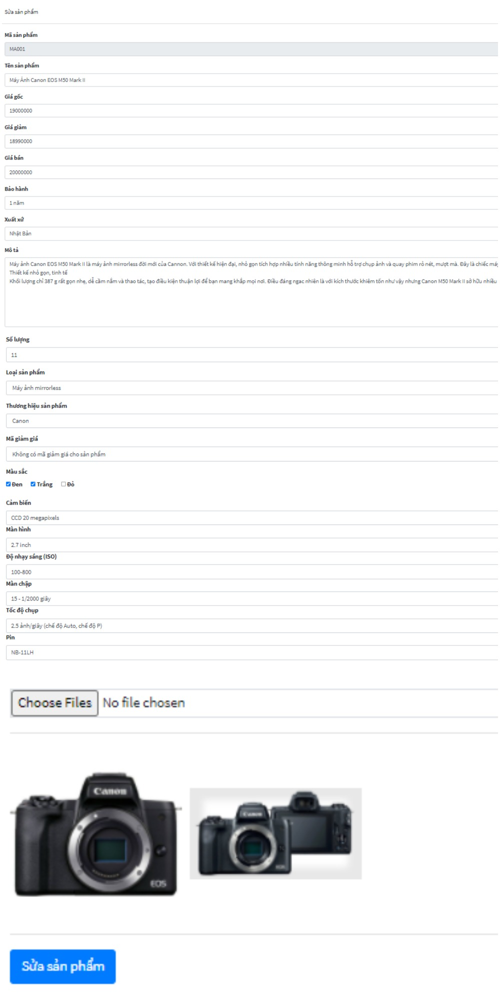 Sửa sản phẩm
Mã sản phẩm
MA001
Tên sản phẩm
Máy Ảnh Canon EOS M50 Mark II
Giá gốc
19000000
Giá giảm
18990000
Giá bán
20000000
Bảo hành
1 năm
Xuất xứ
Nhật Bản
Mô tả
Máy ảnh Canon EOS M50 Mark II là máy ảnh mirrorless đời mới của Cannon. Với thiết kế hiện đại, nhỏ gọn tích hợp nhiều tính năng thông minh hỗ trợ chụp ảnh và quay phim rỏ nét, mượt mà. Đây là chiếc máy
Thiết kế nhỏ gọn, tinh tế
Khối lượng chỉ 387 g rất gọn nhẹ, dễ cầm nắm và thao tác, tạo điều kiện thuận lợi để bạn mang khắp mọi nơi. Điều đáng ngac nhiên là với kích thước khiêm tốn như vậy nhưng Canon M50 Mark II sở hữu nhiều
Số lượng
11
Loại sản phẩm
Máy ảnh mirrorless
Thương hiệu sản phẩm
Canon
Mã giảm giá
Không có mã giảm giá cho sản phẩm
Màu sắc
Đen Trắng Đỏ
Cảm biến
CCD 20 megapixels
Màn hình
2.7 inch
Độ nhạy sáng (ISO)
100-800
Màn chập
15 - 1/2000 giây
Tốc độ chụp
2.5 ảnh/giây (chế độ Auto, chế độ P)
Pin
NB-11LH
Choose Files No file chosen
Canon
EOS
Canon
EOS
Sửa sản phẩm